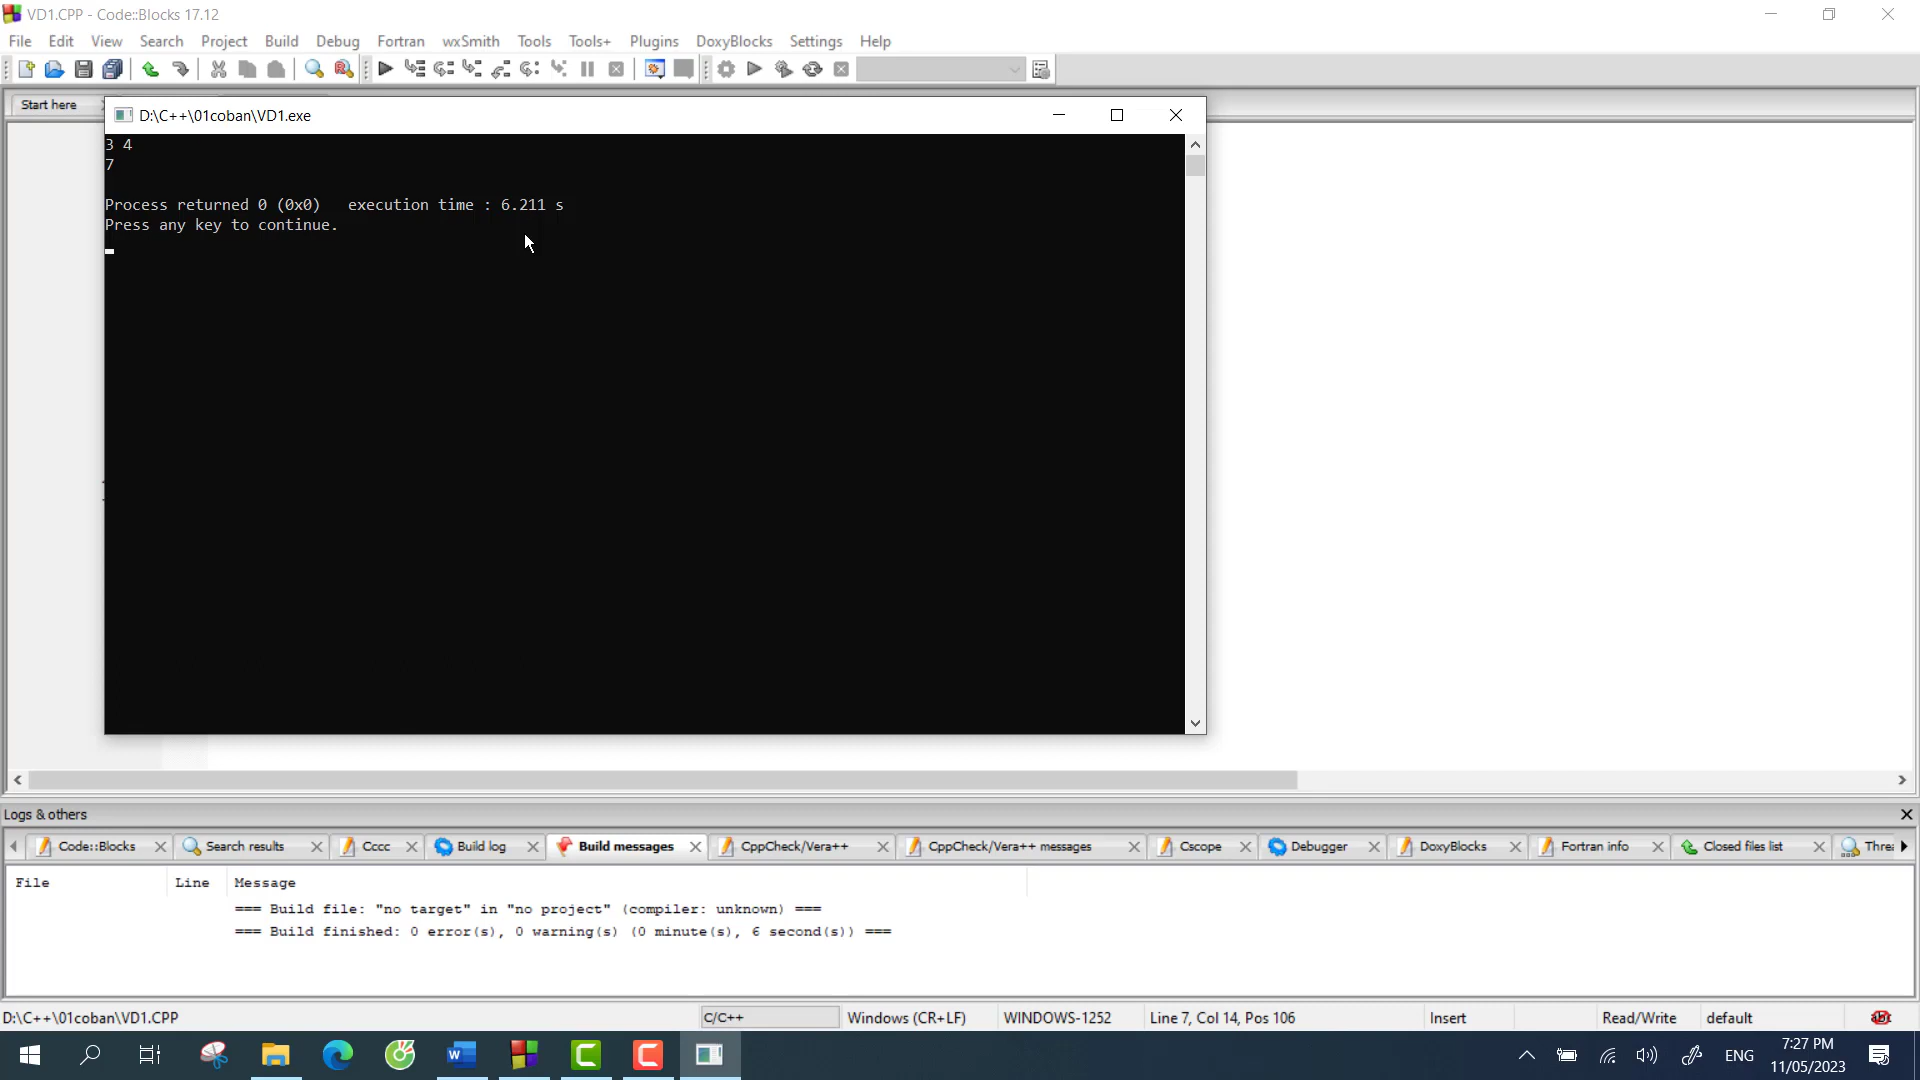 VD1.CPP - Code::Blocks 17.12
File Edit View Search Project Build Debug Fortran wxSmith Tools Tools+ Plugins DoxyBlocks Settings Help
Start here
D:\C++\01coban\VD1.exe
3 4
7
Process returned 0 (0x0)   execution time : 6.211 s
Press any key to continue.
Logs & others
Code::Blocks Search results Cccc Build log Build messages CppCheck/Vera++ CppCheck/Vera++ messages Cscope Debugger DoxyBlocks Fortran info Closed files list Threa
File Line Message
=== Build file: "no target" in "no project" (compiler: unknown) ===
=== Build finished: 0 error(s), 0 warning(s) (0 minute(s), 6 second(s)) ===
D:\C++\01coban\VD1.CPP C/C++ Windows (CR+LF) WINDOWS-1252 Line 7, Col 14, Pos 106 Insert Read/Write default
ENG
7:27 PM
11/05/2023